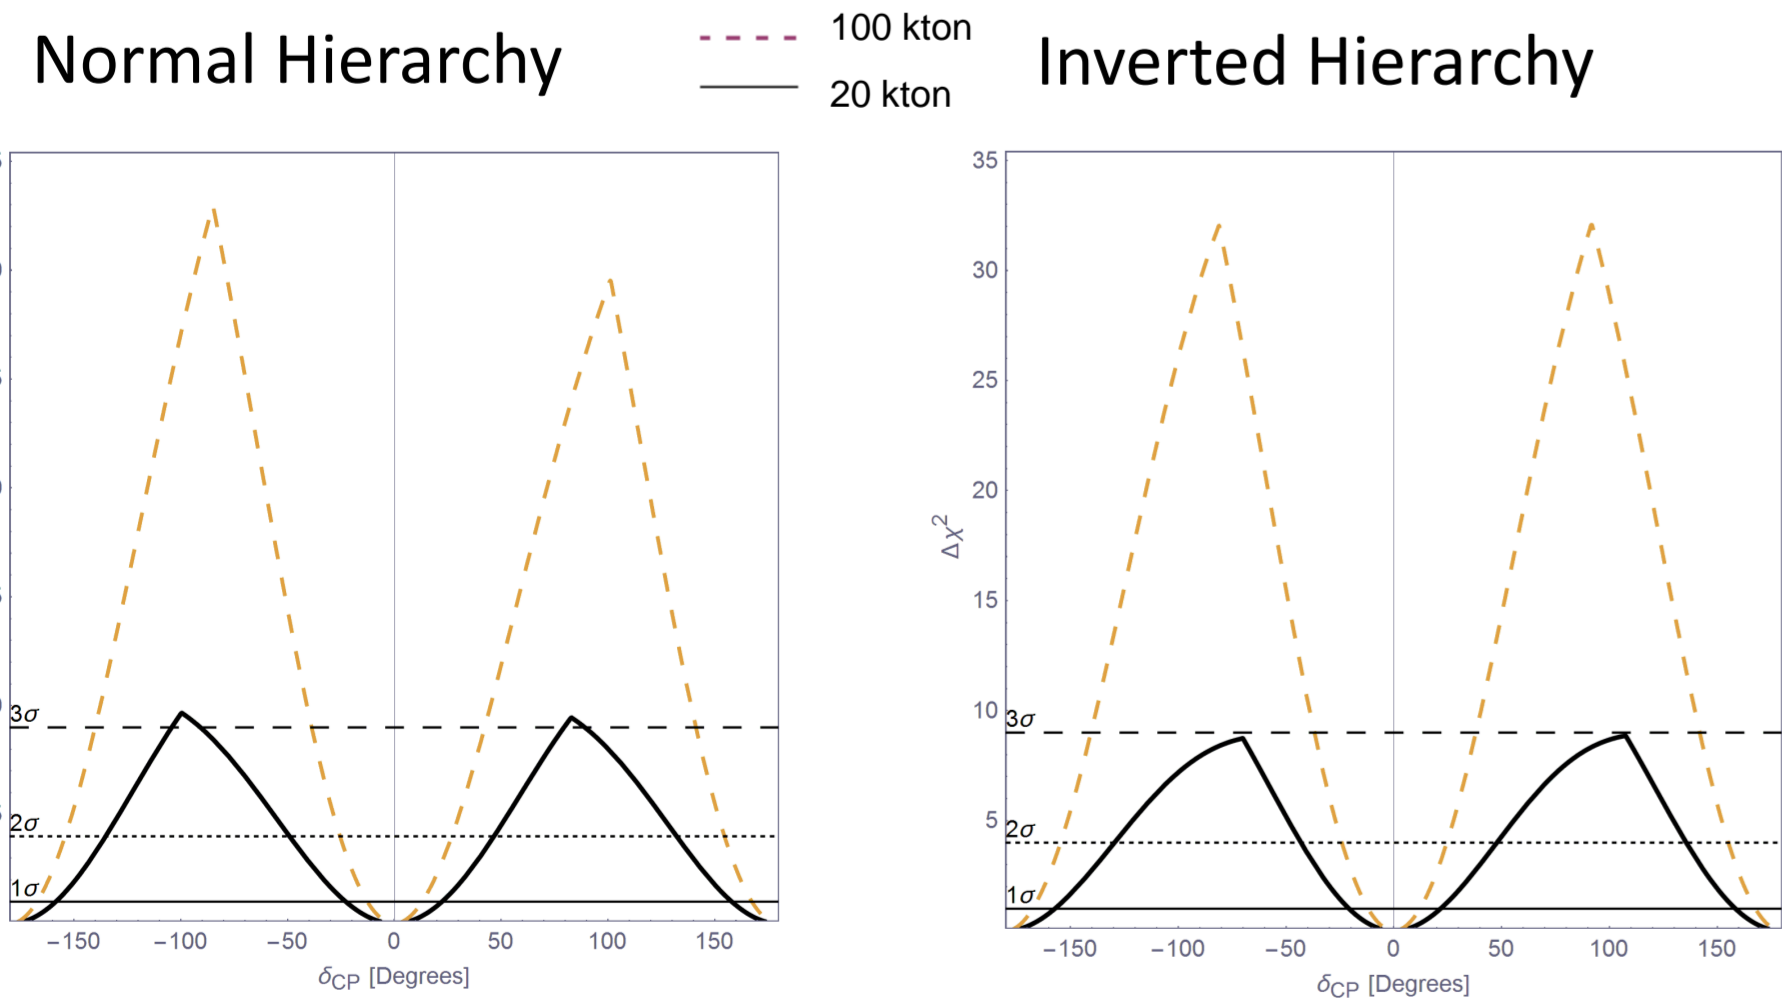 Normal Hierarchy
100 kton
20 kton
Inverted Hierarchy
3σ
2σ
1σ
−150 −100 −50 0 50 100 150
δCP [Degrees]
35
30
25
20
15
10
5
Δχ²
3σ
2σ
1σ
−150 −100 −50 0 50 100 150
δCP [Degrees]